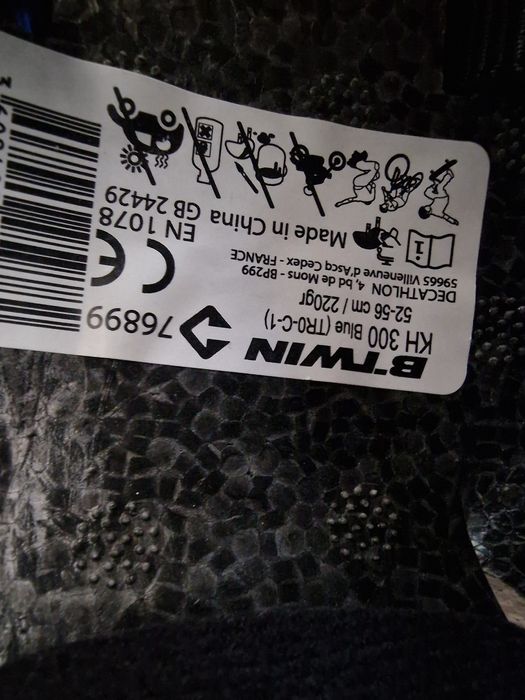 B'TWIN
KH 300 Blue (TR0-C-1)
76899
52-56 cm / 220gr
DECATHLON 4, bd de Mons - BP299
59665 Villeneuve d'Ascq Cedex - FRANCE
CE
EN 1078
Made in China GB 24429
i